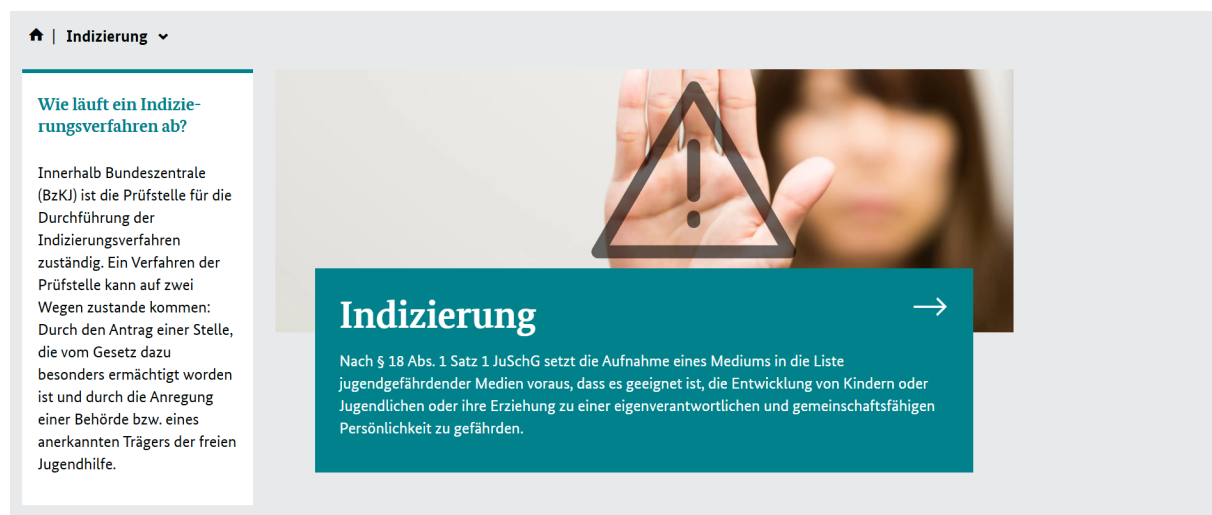 | Indizierung
Wie läuft ein Indizie-
rungsverfahren ab?
Innerhalb Bundeszentrale
(BzKJ) ist die Prüfstelle für die
Durchführung der
Indizierungsverfahren
zuständig. Ein Verfahren der
Prüfstelle kann auf zwei
Wegen zustande kommen:
Durch den Antrag einer Stelle,
die vom Gesetz dazu
besonders ermächtigt worden
ist und durch die Anregung
einer Behörde bzw. eines
anerkannten Trägers der freien
Jugendhilfe.
Indizierung
Nach § 18 Abs. 1 Satz 1 JuSchG setzt die Aufnahme eines Mediums in die Liste
jugendgefährdender Medien voraus, dass es geeignet ist, die Entwicklung von Kindern oder
Jugendlichen oder ihre Erziehung zu einer eigenverantwortlichen und gemeinschaftsfähigen
Persönlichkeit zu gefährden.